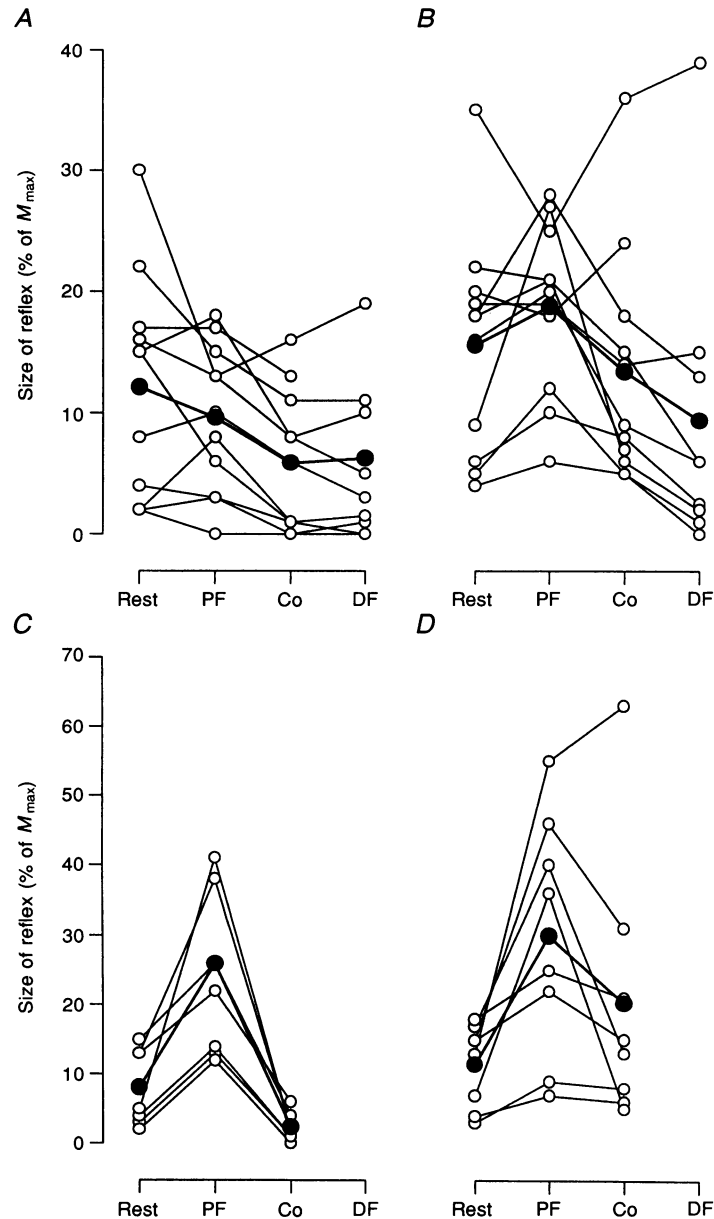 A
B
40
30
20
10
0
Size of reflex (% of Mmax)
Rest PF Co DF
Rest PF Co DF
C
D
70
60
50
40
30
20
10
0
Size of reflex (% of Mmax)
Rest PF Co DF
Rest PF Co DF